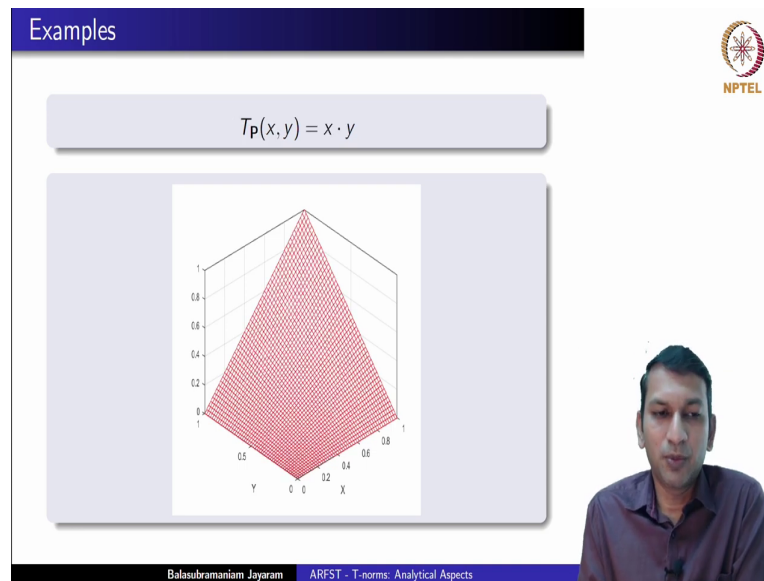 Examples
NPTEL
T_P(x, y) = x · y
1
0.8
0.6
0.4
0.2
0
1
0.5
0
Y
0
0.2
0.4
0.6
0.8
1
X
Balasubramaniam Jayaram ARFST - T-norms: Analytical Aspects